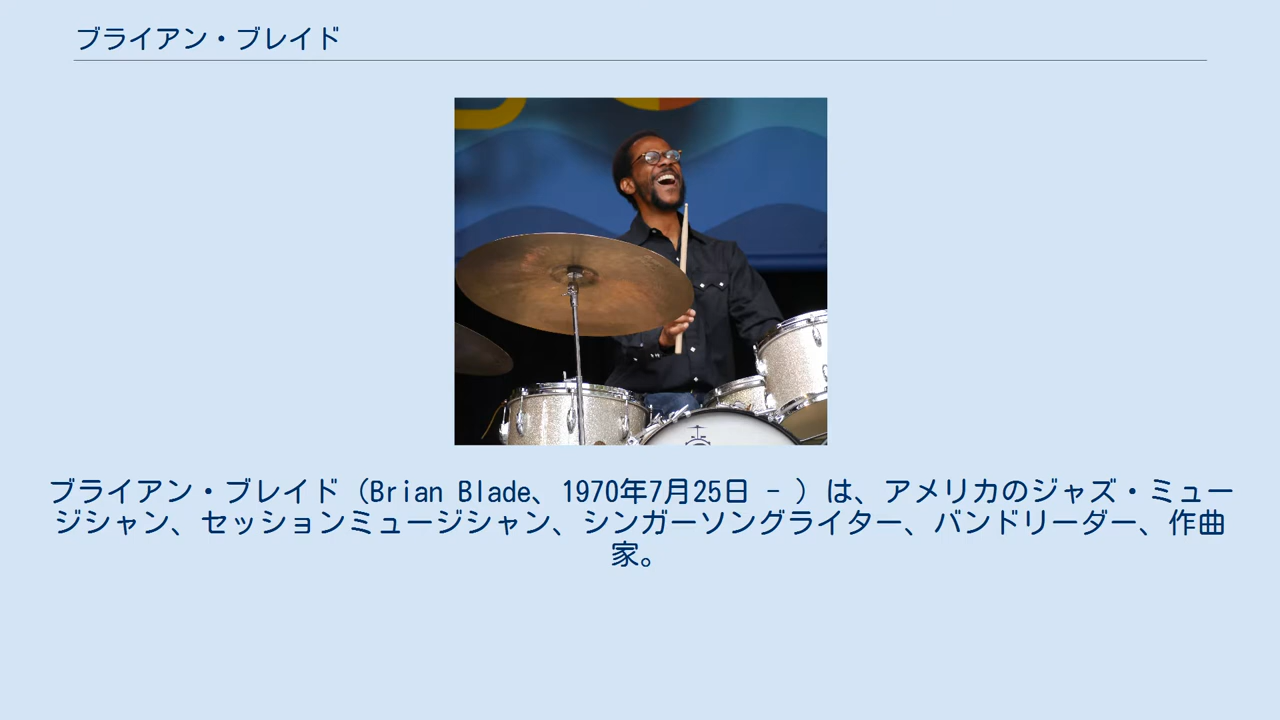 ブライアン・ブレイド
ブライアン・ブレイド（Brian Blade、1970年7月25日 - ）は、アメリカのジャズ・ミュー
ジシャン、セッションミュージシャン、シンガーソングライター、バンドリーダー、作曲
家。